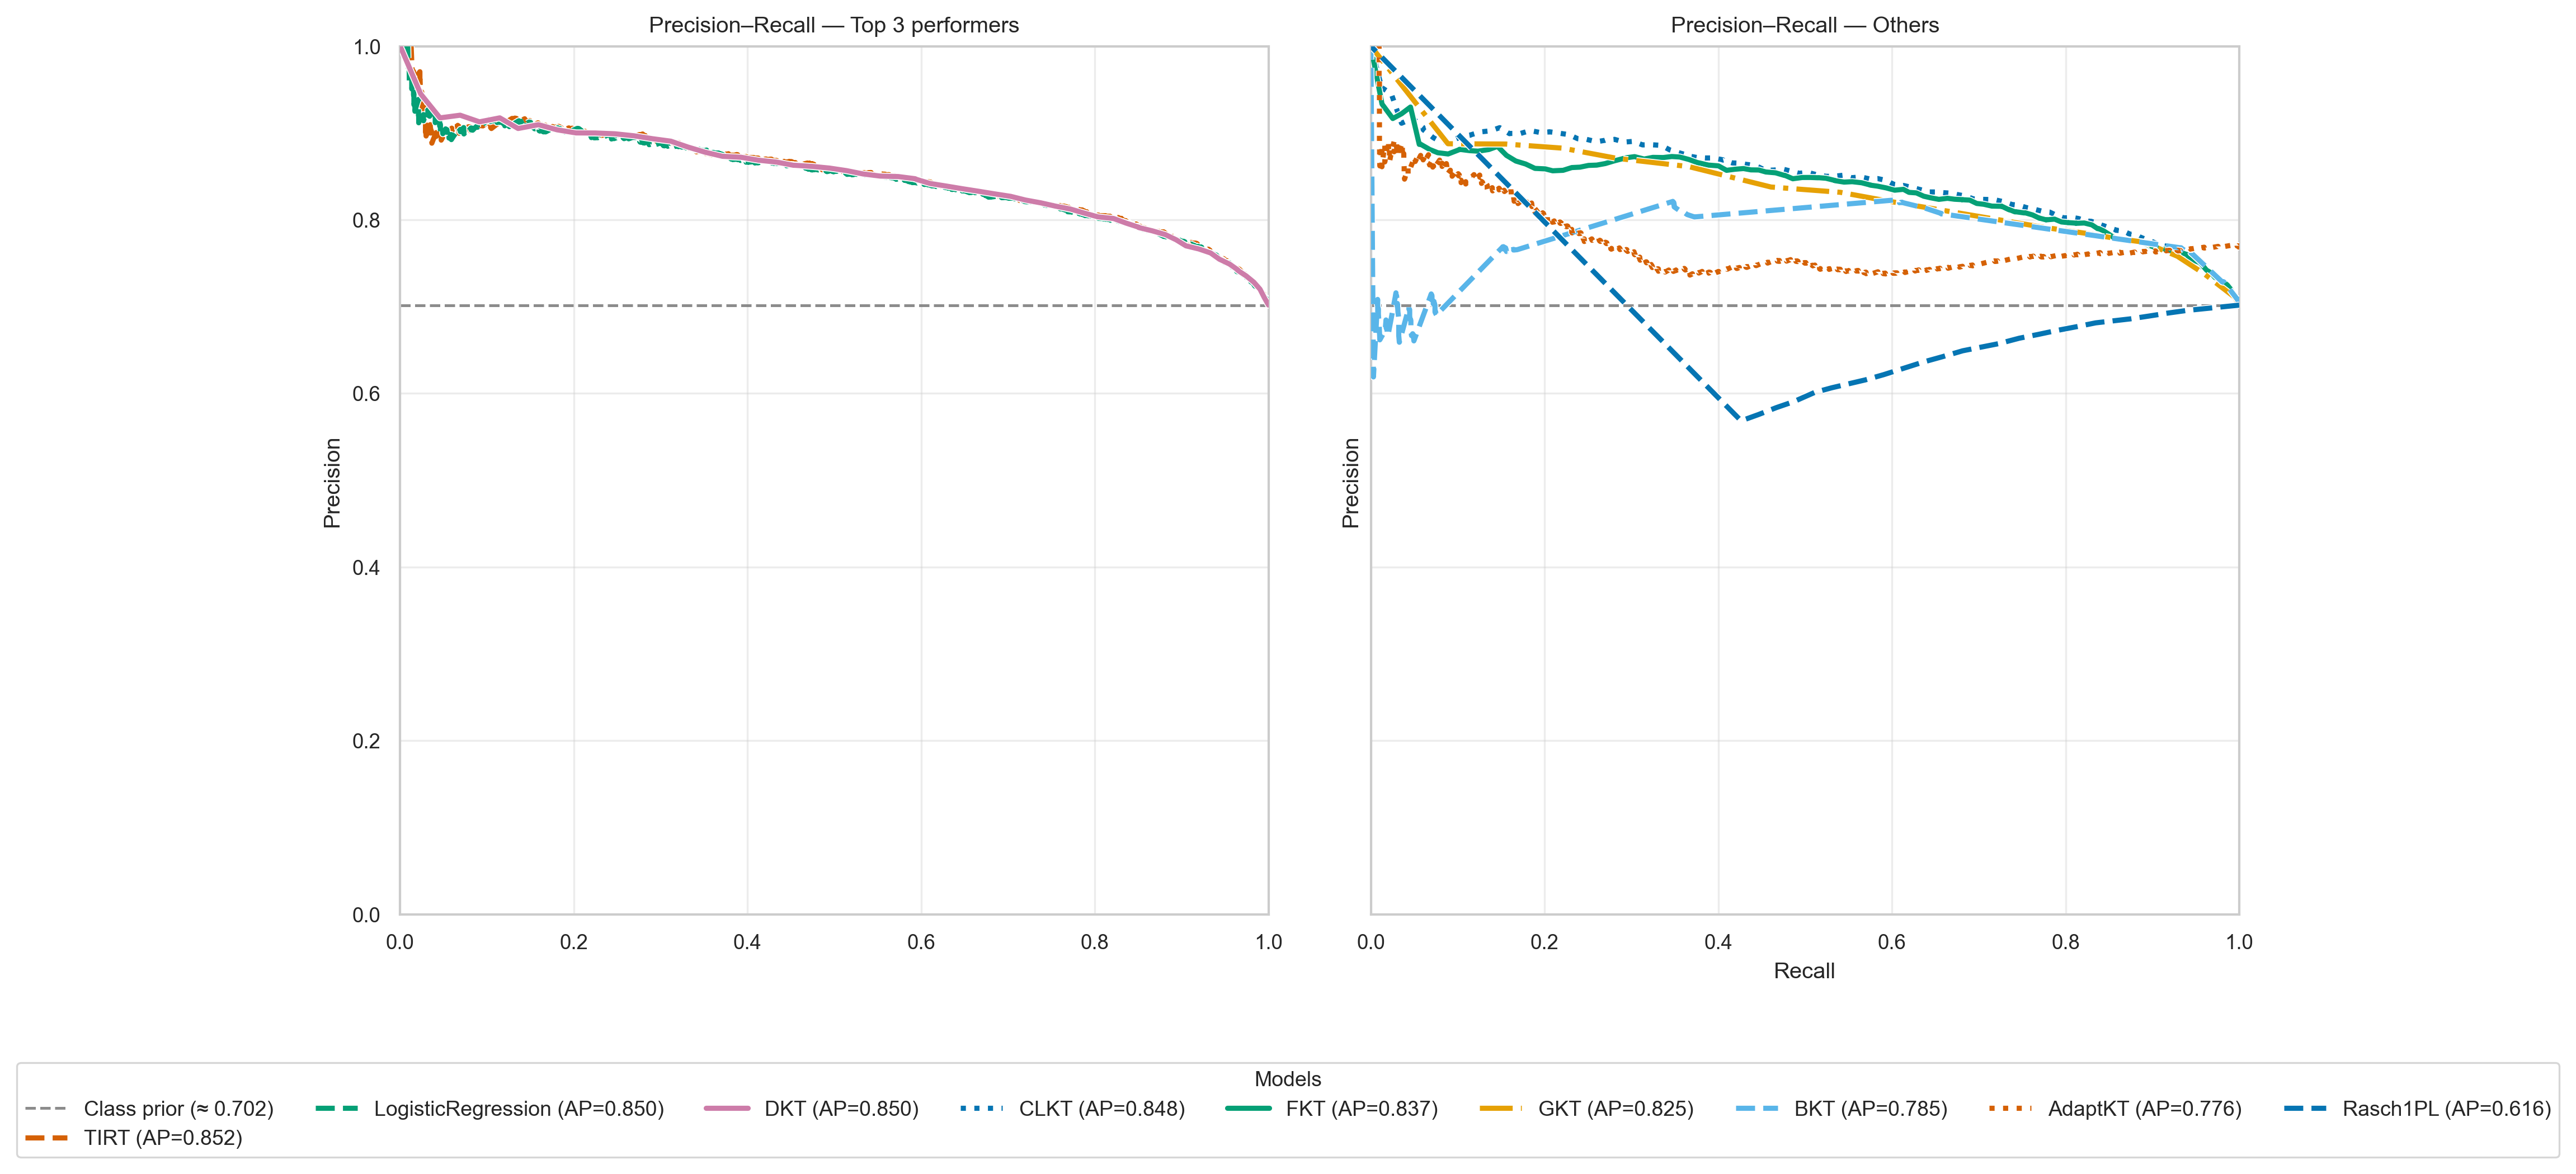 Precision–Recall — Top 3 performers
Precision
1.0
0.8
0.6
0.4
0.2
0.0
0.0 0.2 0.4 0.6 0.8 1.0
Precision–Recall — Others
Precision
0.0 0.2 0.4 0.6 0.8 1.0
Recall
Models
Class prior (≈ 0.702) LogisticRegression (AP=0.850) DKT (AP=0.850) CLKT (AP=0.848) FKT (AP=0.837) GKT (AP=0.825) BKT (AP=0.785) AdaptKT (AP=0.776) Rasch1PL (AP=0.616)
TIRT (AP=0.852)